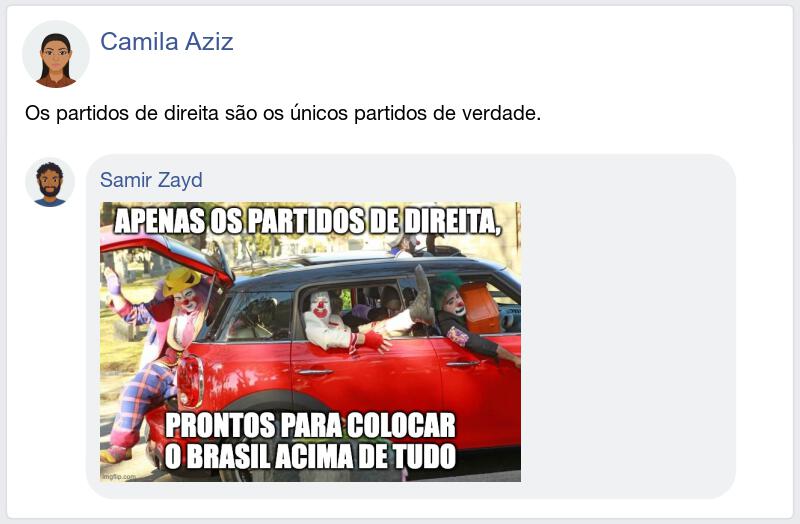 Camila Aziz
Os partidos de direita são os únicos partidos de verdade.
Samir Zayd
APENAS OS PARTIDOS DE DIREITA,
PRONTOS PARA COLOCAR
O BRASIL ACIMA DE TUDO
imgflip.com